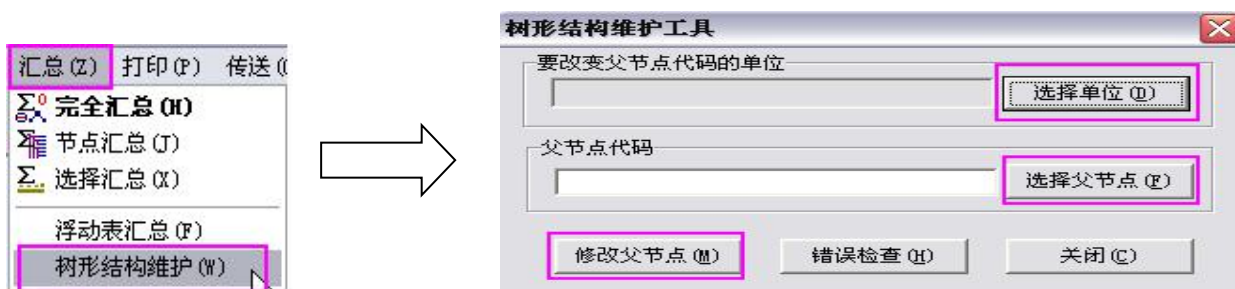 汇总(Z) 打印(P) 传送(
完全汇总(H)
节点汇总(J)
选择汇总(X)
浮动表汇总(F)
树形结构维护(W)
树形结构维护工具
要改变父节点代码的单位
选择单位(D)
父节点代码
选择父节点(F)
修改父节点(M) 错误检查(H) 关闭(C)